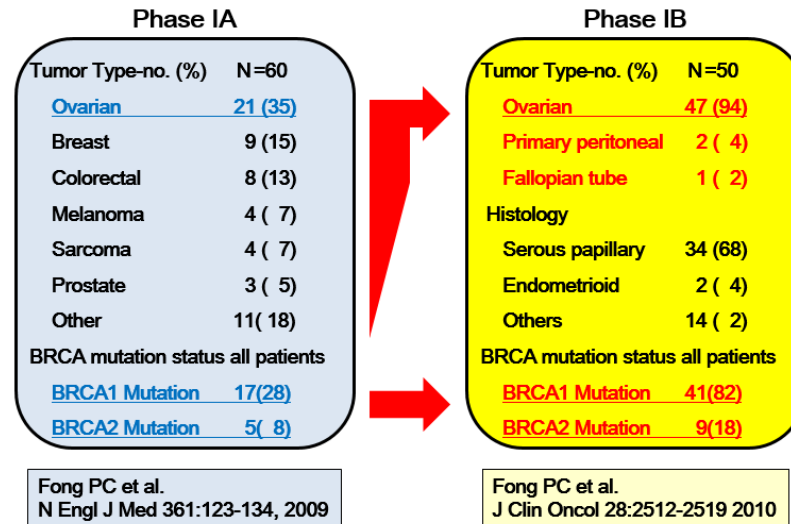 Phase IA
Tumor Type-no. (%) N=60
Ovarian 21 (35)
Breast 9 (15)
Colorectal 8 (13)
Melanoma 4 ( 7)
Sarcoma 4 ( 7)
Prostate 3 ( 5)
Other 11( 18)
BRCA mutation status all patients
BRCA1 Mutation 17(28)
BRCA2 Mutation 5( 8)
Fong PC et al.
N Engl J Med 361:123-134, 2009
Phase IB
Tumor Type-no. (%) N=50
Ovarian 47 (94)
Primary peritoneal 2 ( 4)
Fallopian tube 1 ( 2)
Histology
Serous papillary 34 (68)
Endometrioid 2 ( 4)
Others 14 ( 2)
BRCA mutation status all patients
BRCA1 Mutation 41(82)
BRCA2 Mutation 9(18)
Fong PC et al.
J Clin Oncol 28:2512-2519 2010